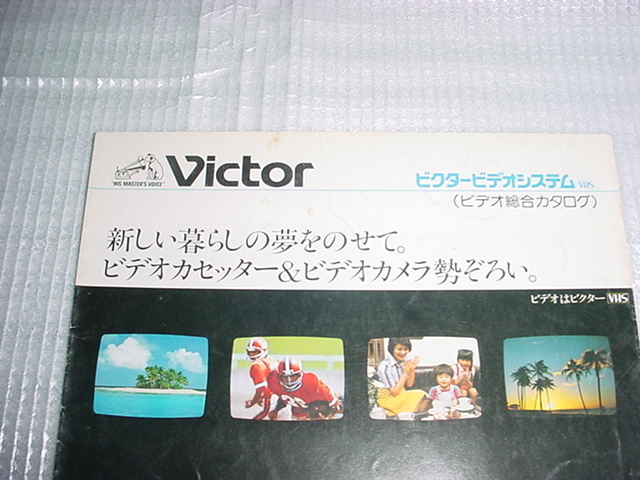 "HIS MASTER'S VOICE"
Victor
ビクタービデオシステム VHS
(ビデオ総合カタログ)
新しい暮らしの夢をのせて。
ビデオカセッター&ビデオカメラ勢ぞろい。
ビデオはビクター VHS